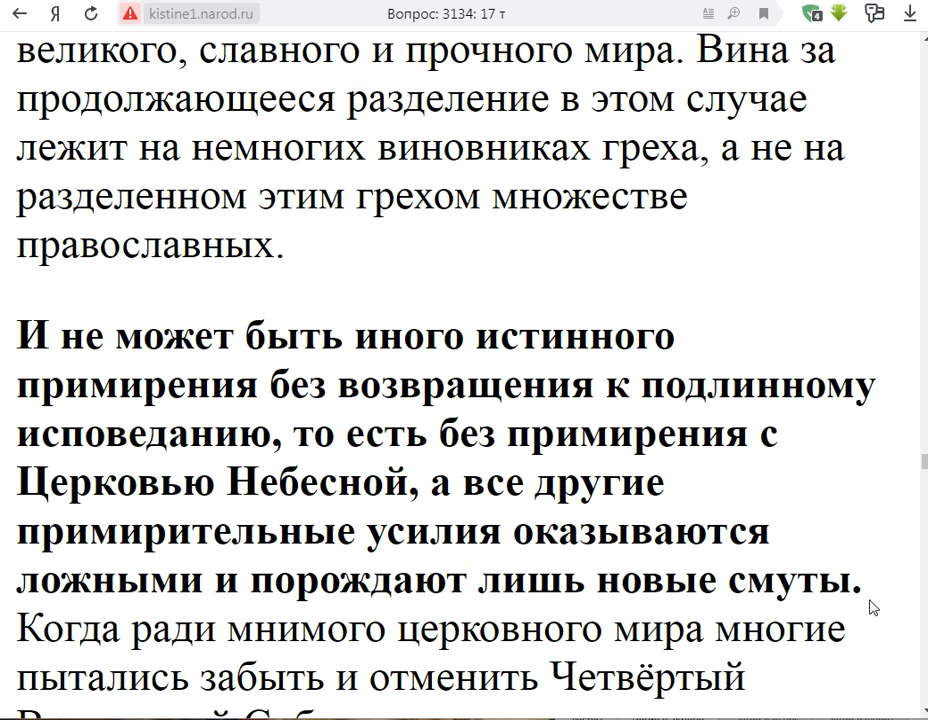 Я
kistine1.narod.ru
Вопрос: 3134: 17 т
4
великого, славного и прочного мира. Вина за
продолжающееся разделение в этом случае
лежит на немногих виновниках греха, а не на
разделенном этим грехом множестве
православных.
И не может быть иного истинного
примирения без возвращения к подлинному
исповеданию, то есть без примирения с
Церковью Небесной, а все другие
примирительные усилия оказываются
ложными и порождают лишь новые смуты.
Когда ради мнимого церковного мира многие
пытались забыть и отменить Четвёртый